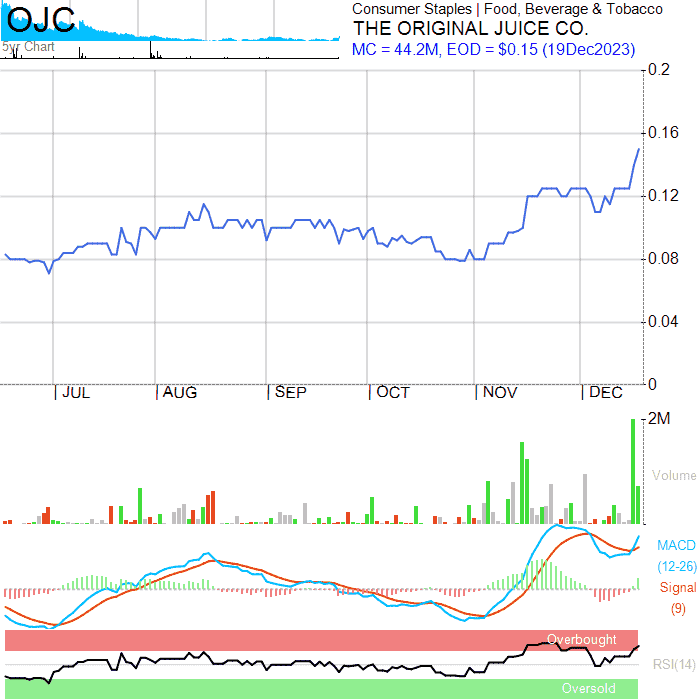 OJC
5yr Chart
Consumer Staples | Food, Beverage & Tobacco
THE ORIGINAL JUICE CO.
MC = 44.2M, EOD = $0.15 (19Dec2023)
0.2
0.16
0.12
0.08
0.04
0
JUL AUG SEP OCT NOV DEC
2M
Volume
MACD
(12-26)
Signal
(9)
Overbought
RSI(14)
Oversold